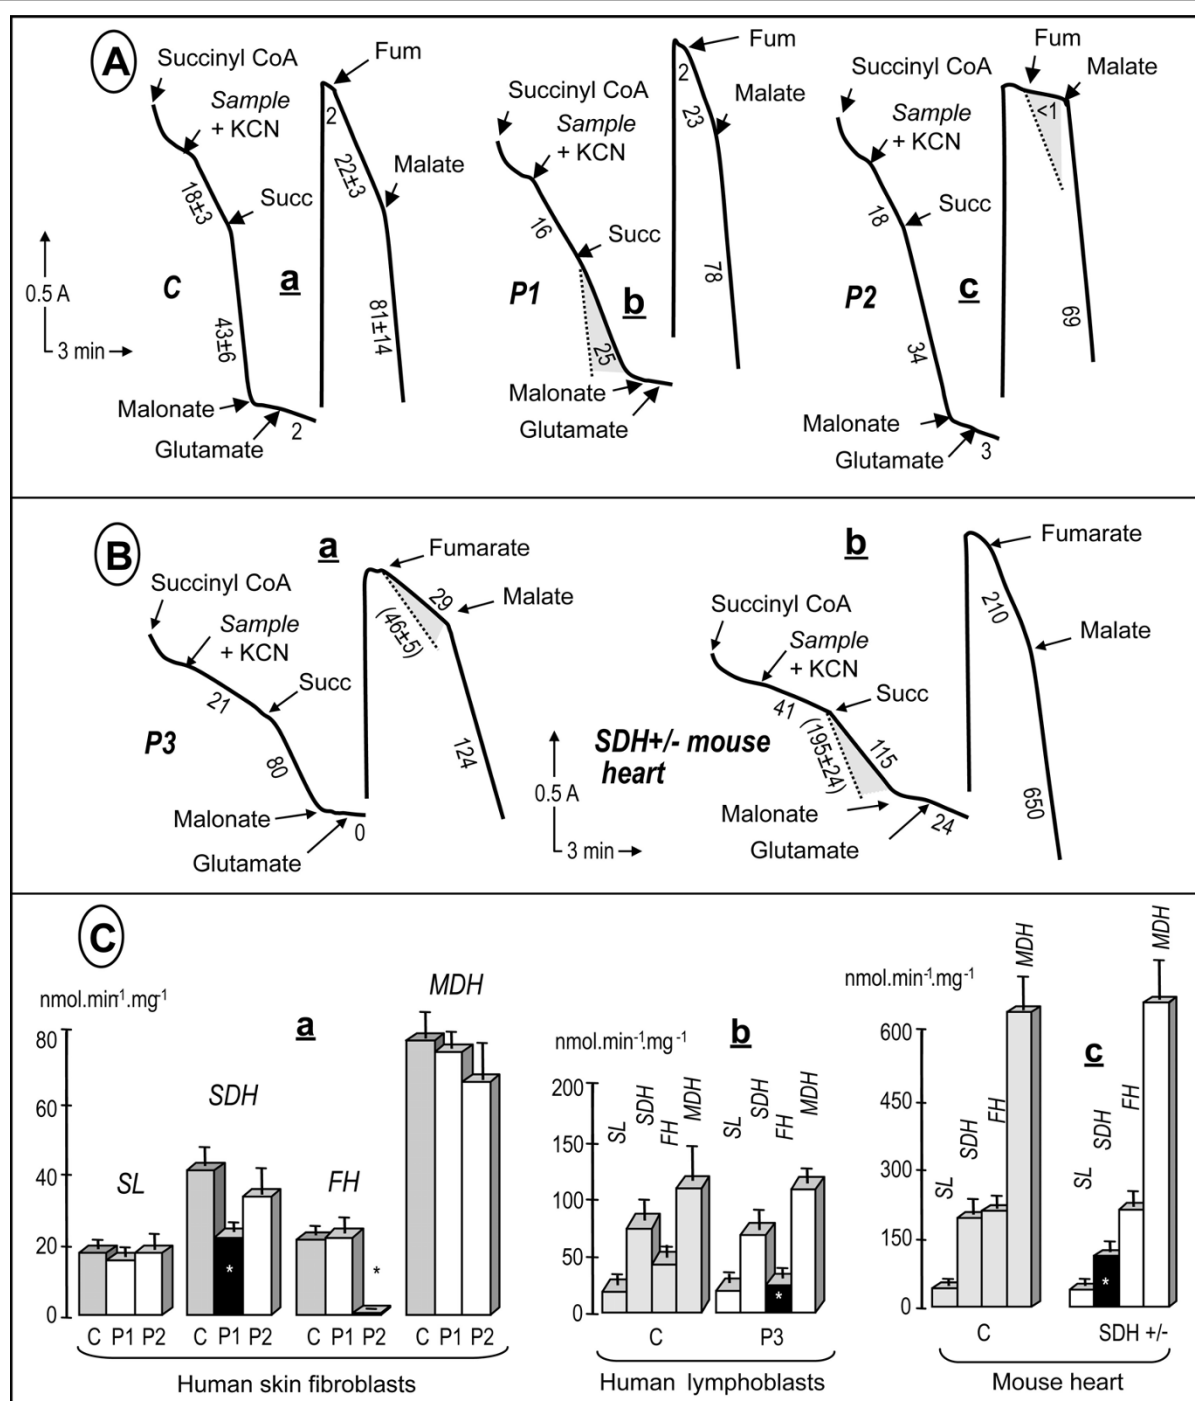 A
Succinyl CoA
Sample
+ KCN
18±3
Succ
43±6
Malonate
Glutamate
2
C
a
0.5 A
3 min
Fum
2
22±3
Malate
81±14
Succinyl CoA
Sample
+ KCN
16
Succ
P1
b
25
Malonate
Glutamate
Fum
2
23
Malate
78
Succinyl CoA
Sample
+ KCN
18
Succ
P2
c
34
Malonate
Glutamate
3
Fum
Malate
<1
69
B
a
Succinyl CoA
Sample
+ KCN
21
Succ
P3
80
Malonate
Glutamate
0
Fumarate
29
Malate
(46±5)
124
b
Succinyl CoA
Sample
+ KCN
41
Succ
SDH+/- mouse
heart
(195±24)
115
0.5 A
3 min
Malonate
Glutamate
24
Fumarate
210
Malate
650
C
nmol.min-1.mg-1
a
80
60
40
20
0
SL
SDH
FH
MDH
C P1 P2
C P1 P2
C P1 P2
C P1 P2
*
*
Human skin fibroblasts
nmol.min-1.mg-1
b
200
150
100
50
0
SL
SDH
FH
MDH
SL
SDH
FH
MDH
*
C
P3
Human lymphoblasts
nmol.min-1.mg-1
c
600
450
300
150
0
SL
SDH
FH
MDH
SL
SDH
FH
MDH
*
C
SDH +/-
Mouse heart